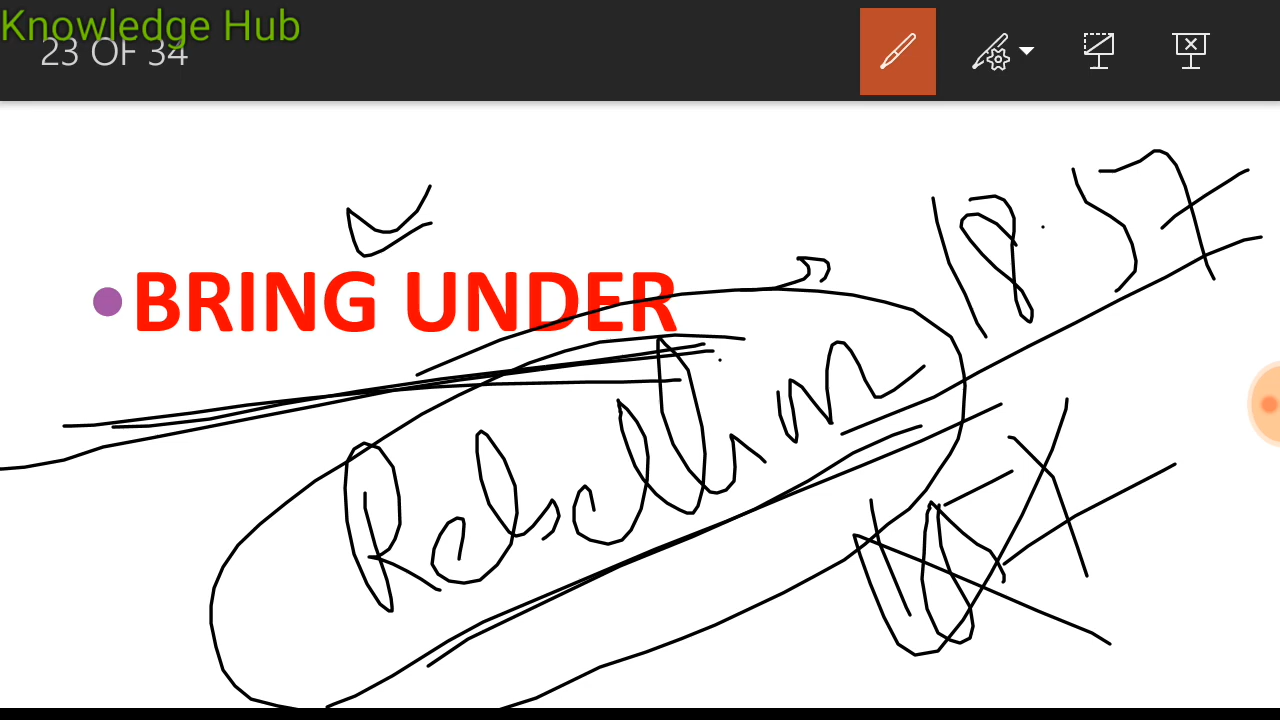 Knowledge Hub
23 OF 34
•BRING UNDER
1857
Rebellion